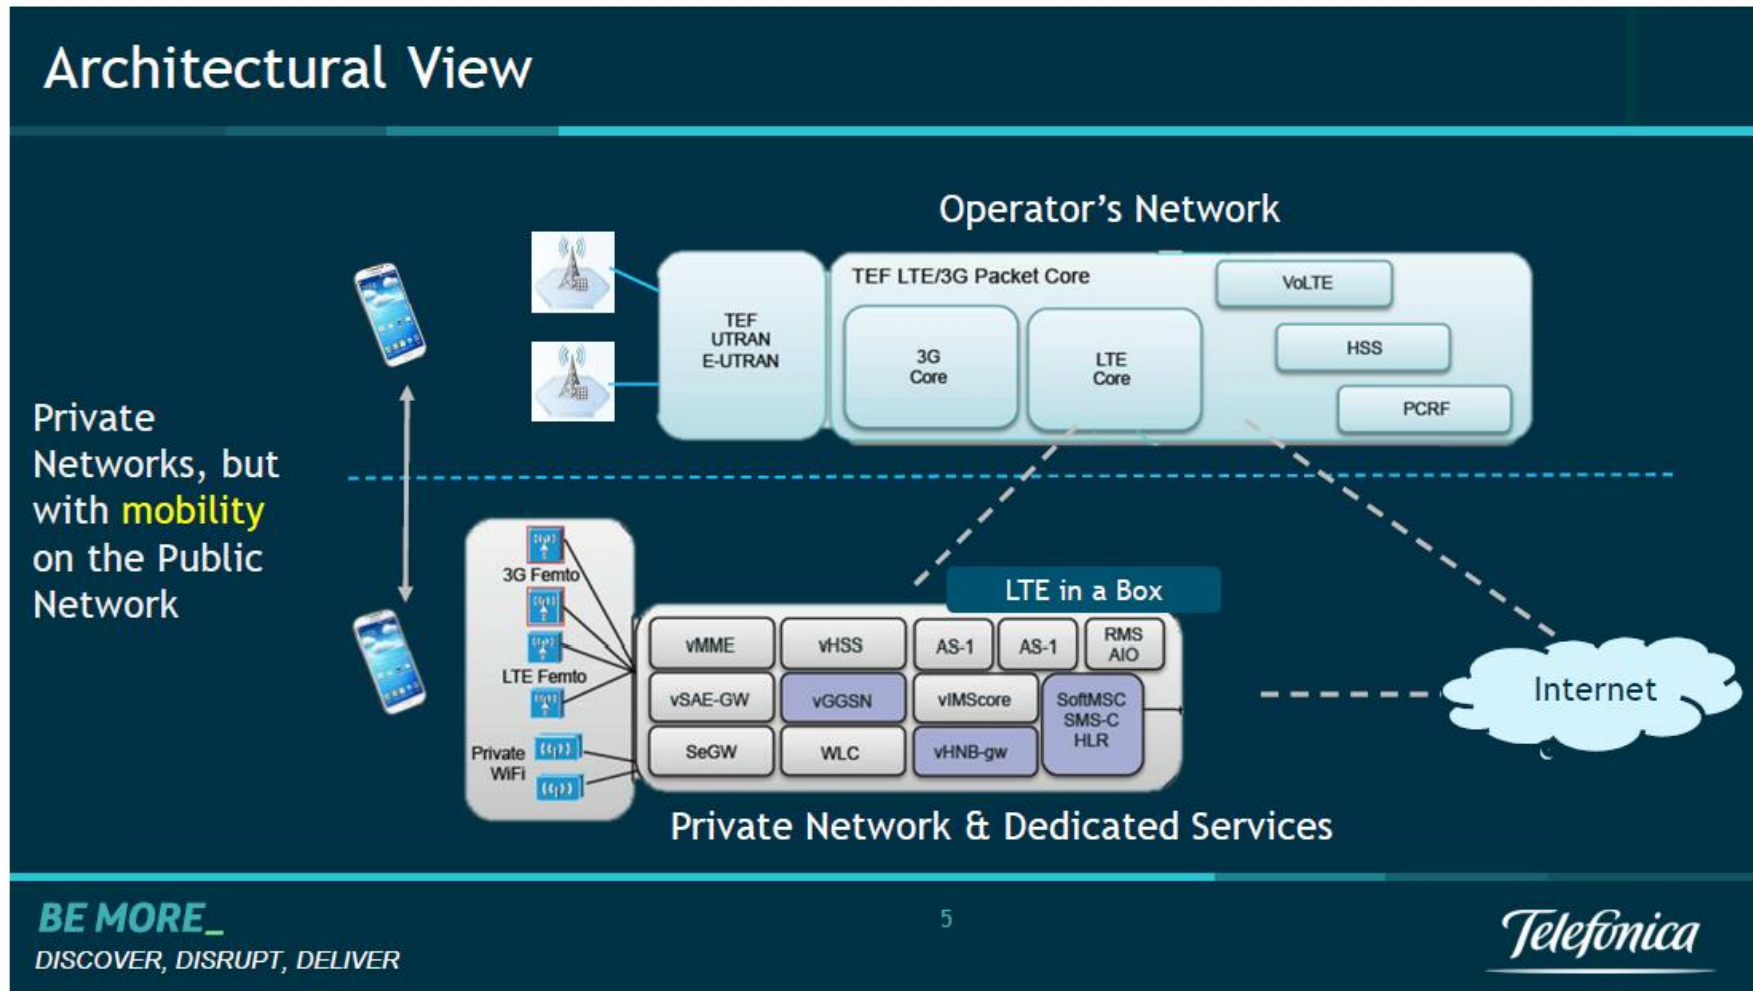 Architectural View
Operator's Network
TEF LTE/3G Packet Core
VoLTE
TEF
UTRAN
E-UTRAN
3G
Core
LTE
Core
HSS
PCRF
Private
Networks, but
with mobility
on the Public
Network
3G Femto
LTE Femto
Private
WiFi
LTE in a Box
vMME
vHSS
AS-1
AS-1
RMS
AIO
vSAE-GW
vGGSN
vIMScore
SoftMSC
SMS-C
HLR
SeGW
WLC
vHNB-gw
Internet
Private Network & Dedicated Services
BE MORE_
DISCOVER, DISRUPT, DELIVER
5
Telefónica